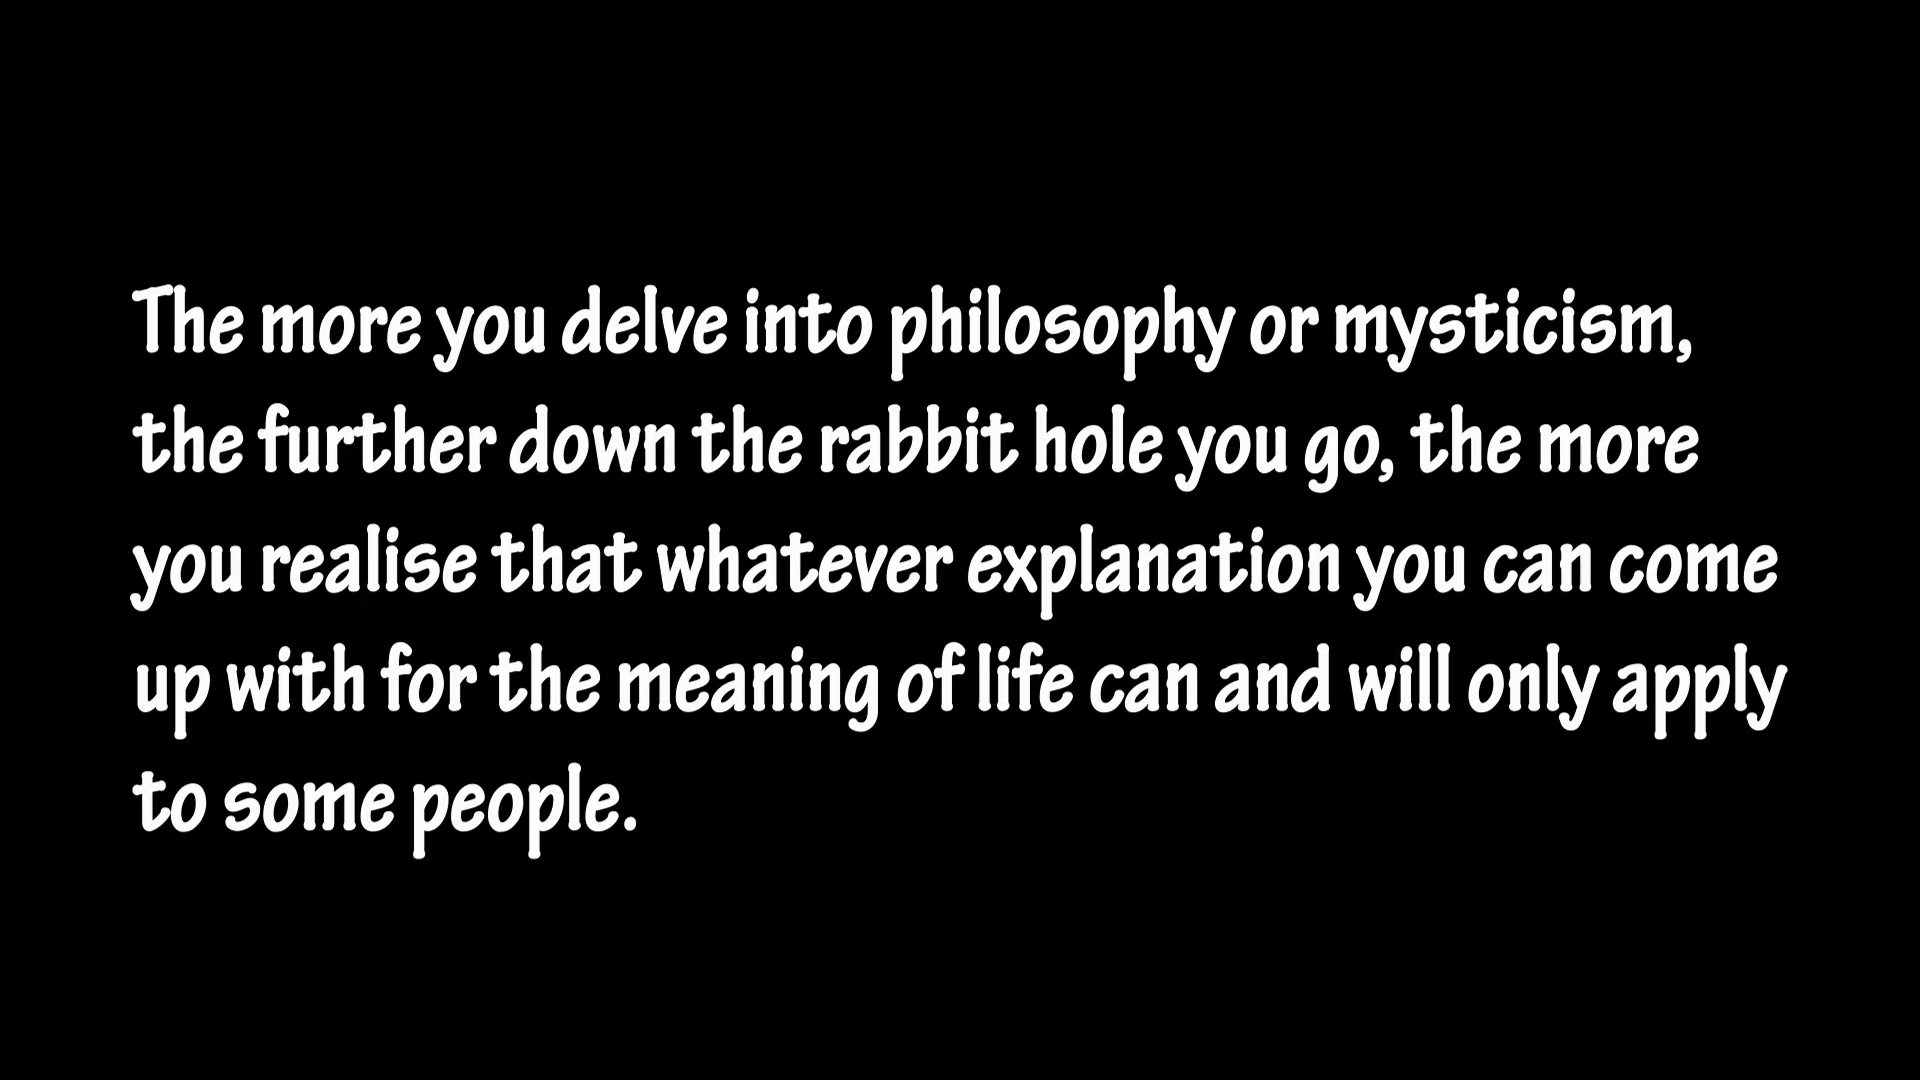 The more you delve into philosophy or mysticism,
the further down the rabbit hole you go, the more
you realise that whatever explanation you can come
up with for the meaning of life can and will only apply
to some people.